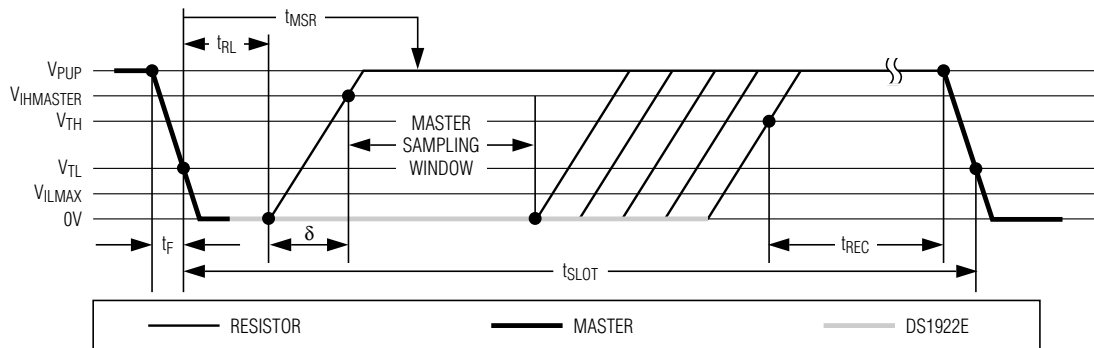 tMSR
tRL
VPUP
VIHMASTER
VTH
MASTER
SAMPLING
WINDOW
VTL
VILMAX
0V
tF
δ
tREC
tSLOT
RESISTOR
MASTER
DS1922E